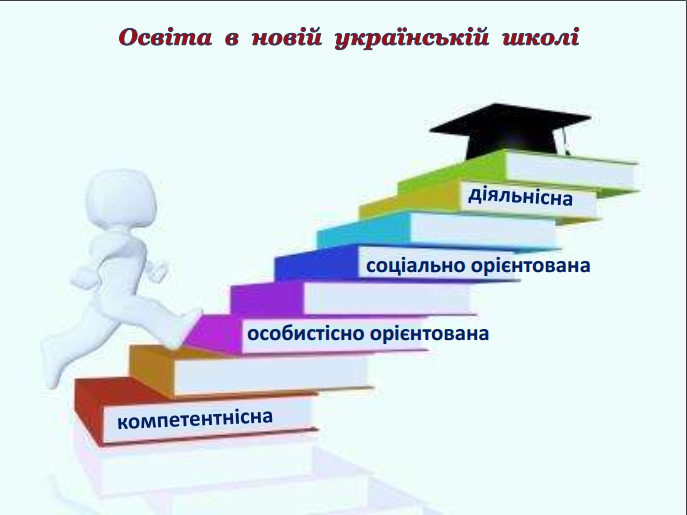 Освіта в новій українській школі
діяльнісна
соціально орієнтована
особистісно орієнтована
компетентнісна